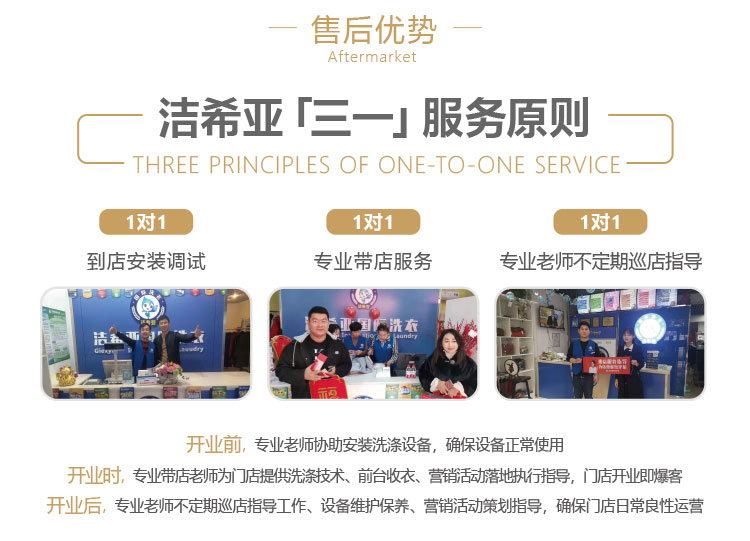 售后优势
Aftermarket
洁希亚「三一」服务原则
THREE PRINCIPLES OF ONE-TO-ONE SERVICE
1对1
1对1
1对1
到店安装调试
专业带店服务
专业老师不定期巡店指导
洁希亚国际洗衣
开业前，专业老师协助安装洗涤设备，确保设备正常使用
开业时，专业带店老师为门店提供洗涤技术、前台收衣、营销活动落地执行指导，门店开业即爆客
开业后，专业老师不定期巡店指导工作、设备维护保养、营销活动策划指导，确保门店日常良性运营